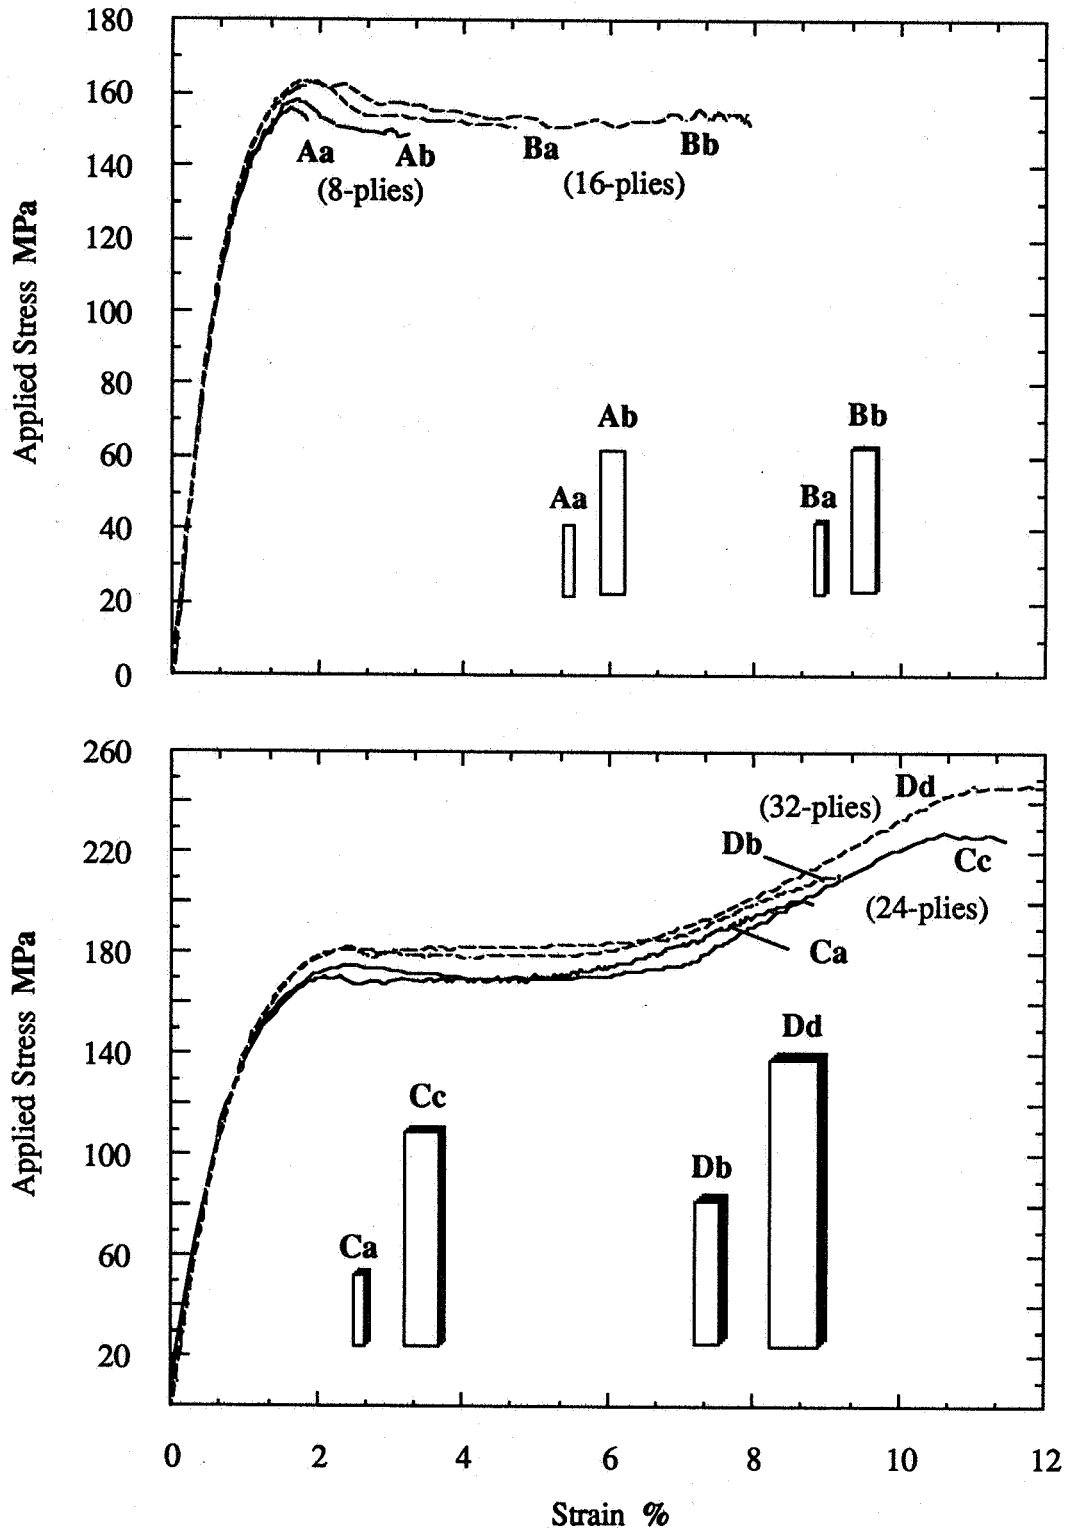 180
160
140
120
100
80
60
40
20
0
Applied Stress MPa
Aa
Ab
Ba
Bb
(8-plies)
(16-plies)
Ab
Bb
Aa
Ba
260
220
180
140
100
60
20
Applied Stress MPa
Dd
(32-plies)
Db
Cc
(24-plies)
Ca
Dd
Cc
Db
Ca
0
2
4
6
8
10
12
Strain %